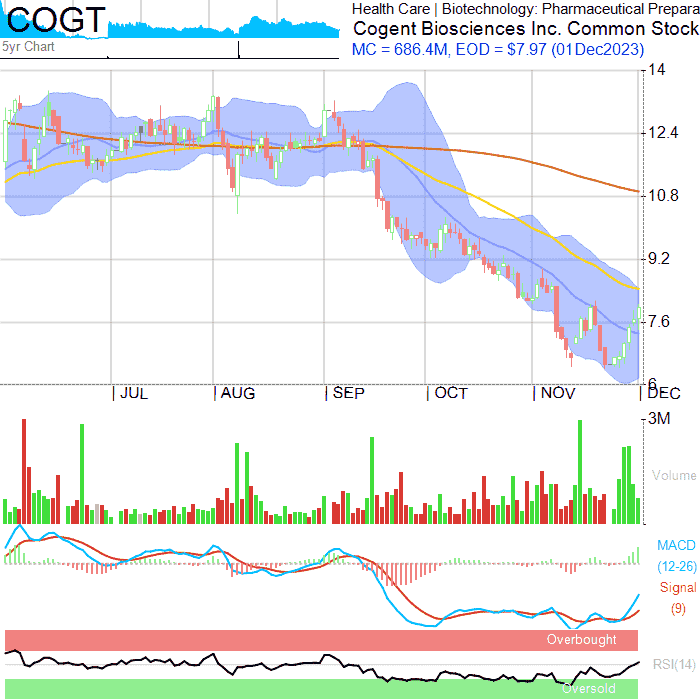 COGT
5yr Chart
Health Care | Biotechnology: Pharmaceutical Prepara
Cogent Biosciences Inc. Common Stock
MC = 686.4M, EOD = $7.97 (01Dec2023)
14
12.4
10.8
9.2
7.6
6
JUL
AUG
SEP
OCT
NOV
DEC
3M
Volume
MACD
(12-26)
Signal
(9)
Overbought
RSI(14)
Oversold